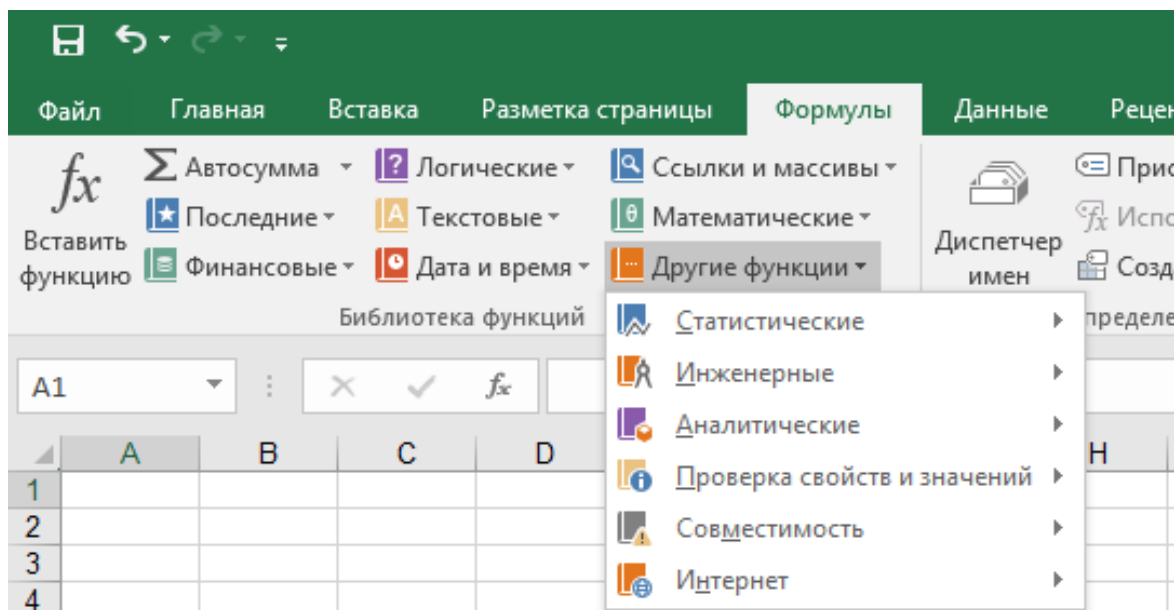 Файл Главная Вставка Разметка страницы Формулы Данные Рецен
fx Σ Автосумма ? Логические Ссылки и массивы Прис
Последние A Текстовые θ Математические fx Испо
Вставить функцию Финансовые Дата и время Другие функции Диспетчер имен Созд
Библиотека функций пределе
Статистические
Инженерные
Аналитические
Проверка свойств и значений
Совместимость
Интернет
A1 fx
A B C D H
1
2
3
4